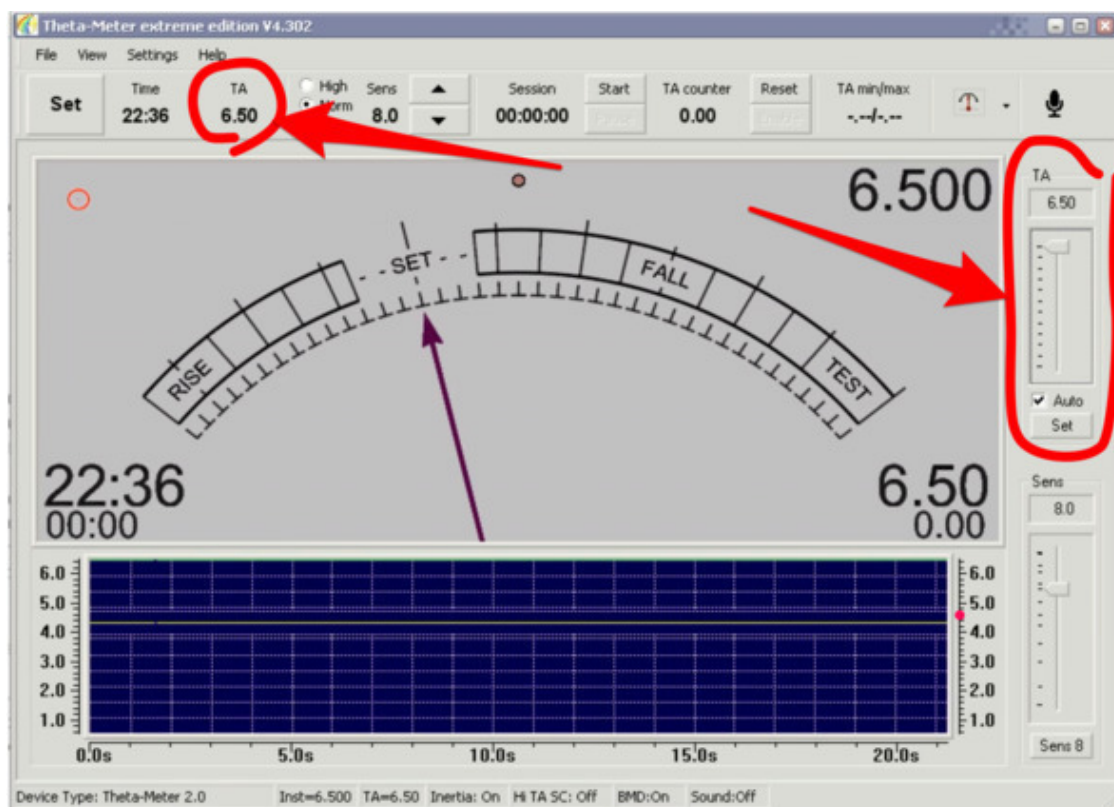 Theta-Meter extreme edition V4.302
File View Settings Help
Set
Time
22:36
TA
6.50
High
Norm
Sens
8.0
Session
00:00:00
Start
TA counter
0.00
Reset
TA min/max
-.--/-.--
6.500
RISE
SET
FALL
TEST
22:36
00:00
6.50
0.00
TA
6.50
Auto
Set
Sens
8.0
Sens 8
6.0 6.0
5.0 5.0
4.0 4.0
3.0 3.0
2.0 2.0
1.0 1.0
0.0s 5.0s 10.0s 15.0s 20.0s
Device Type: Theta-Meter 2.0 Inst=6.500 TA=6.50 Inertia: On Hi TA SC: Off BMD:On Sound:Off